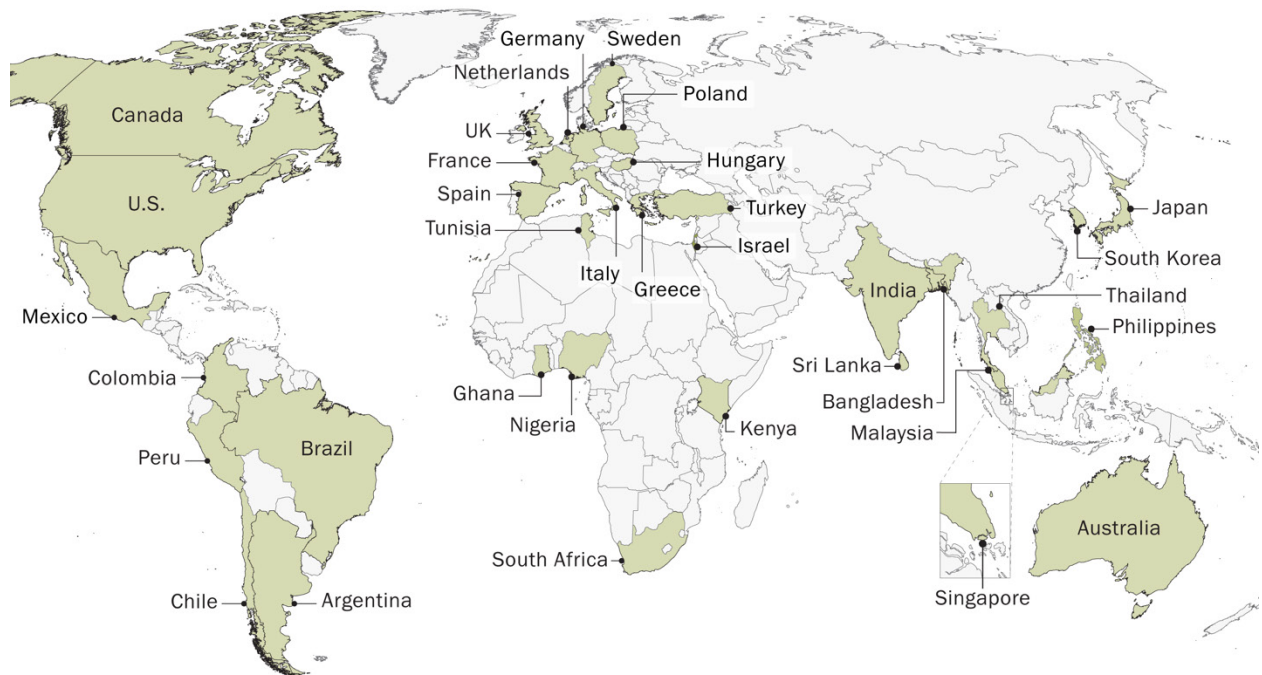 Germany
Sweden
Netherlands
Canada
Poland
UK
France
Hungary
Spain
U.S.
Turkey
Japan
Tunisia
Israel
South Korea
Italy
Greece
India
Thailand
Mexico
Philippines
Sri Lanka
Colombia
Ghana
Bangladesh
Nigeria
Kenya
Malaysia
Brazil
Peru
Australia
South Africa
Singapore
Chile
Argentina